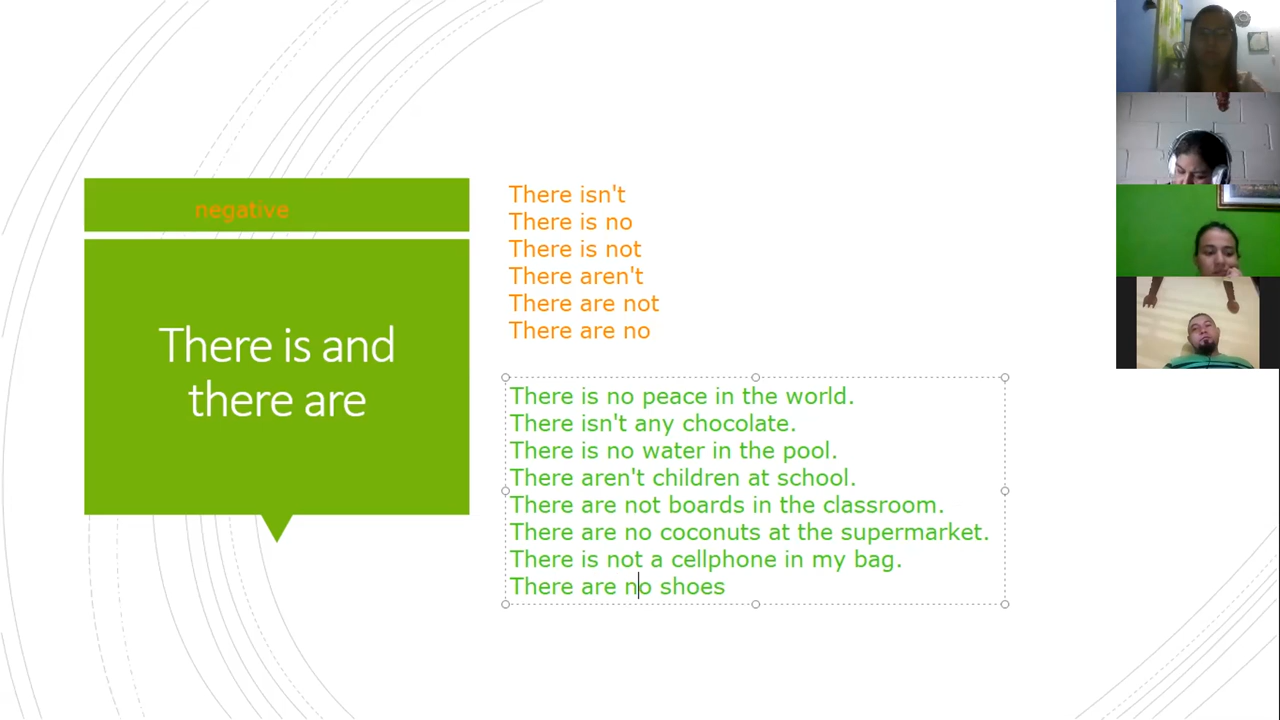 negative
There is and
there are
There isn't
There is no
There is not
There aren't
There are not
There are no
There is no peace in the world.
There isn't any chocolate.
There is no water in the pool.
There aren't children at school.
There are not boards in the classroom.
There are no coconuts at the supermarket.
There is not a cellphone in my bag.
There are no shoes